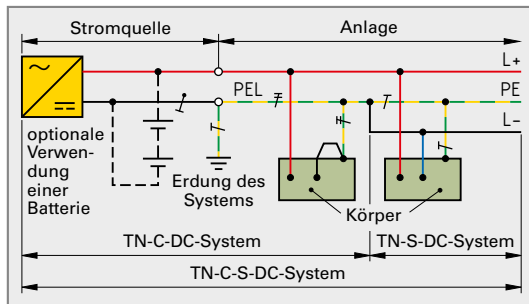 Stromquelle
Anlage
L+
PEL
PE
L–
optionale
Verwen-
dung
einer
Batterie
Erdung des
Systems
Körper
TN-C-DC-System
TN-S-DC-System
TN-C-S-DC-System